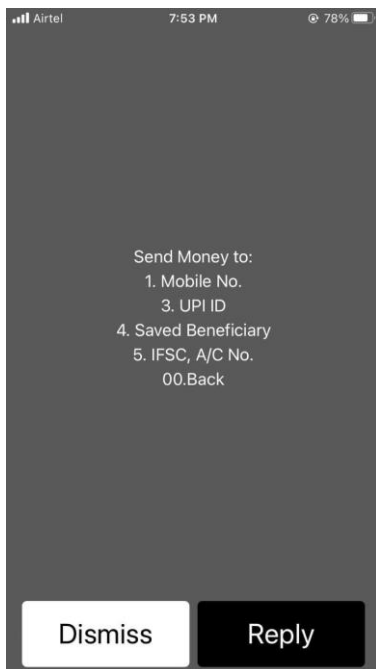 Airtel 7:53 PM 78%
Send Money to:
1. Mobile No.
3. UPI ID
4. Saved Beneficiary
5. IFSC, A/C No.
00.Back
Dismiss Reply